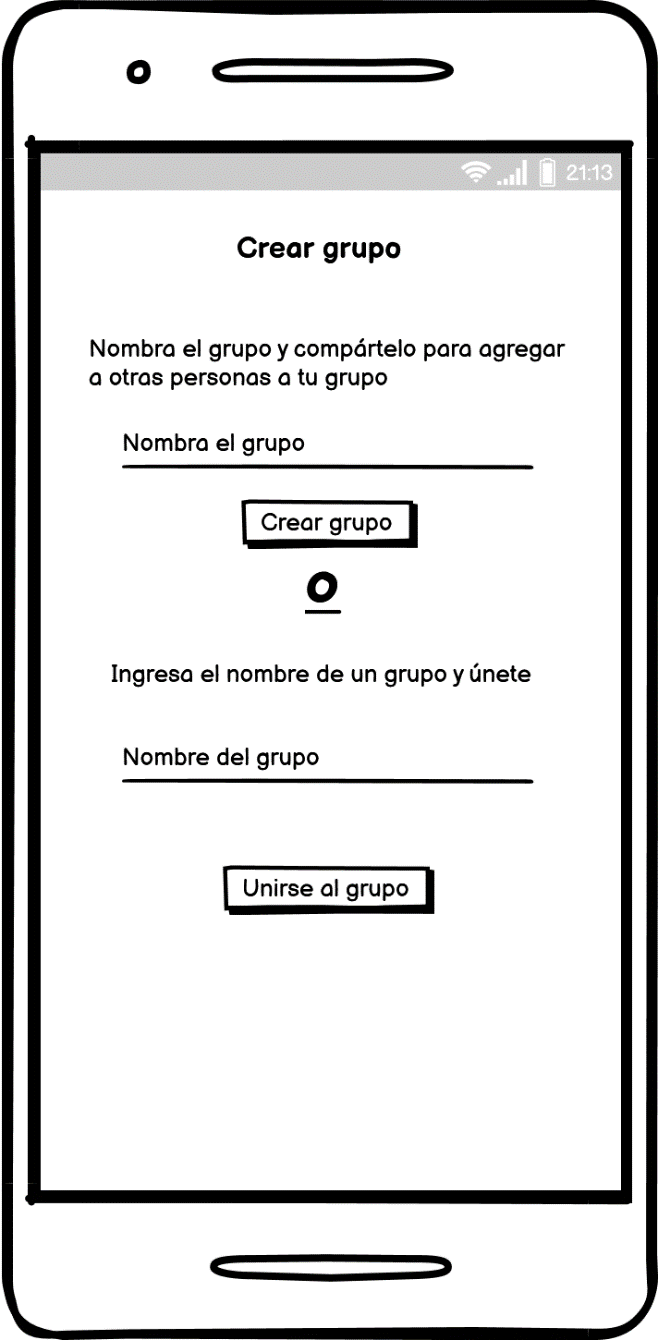 21:13
Crear grupo
Nombra el grupo y compártelo para agregar
a otras personas a tu grupo
Nombra el grupo
Crear grupo
O
Ingresa el nombre de un grupo y únete
Nombre del grupo
Unirse al grupo